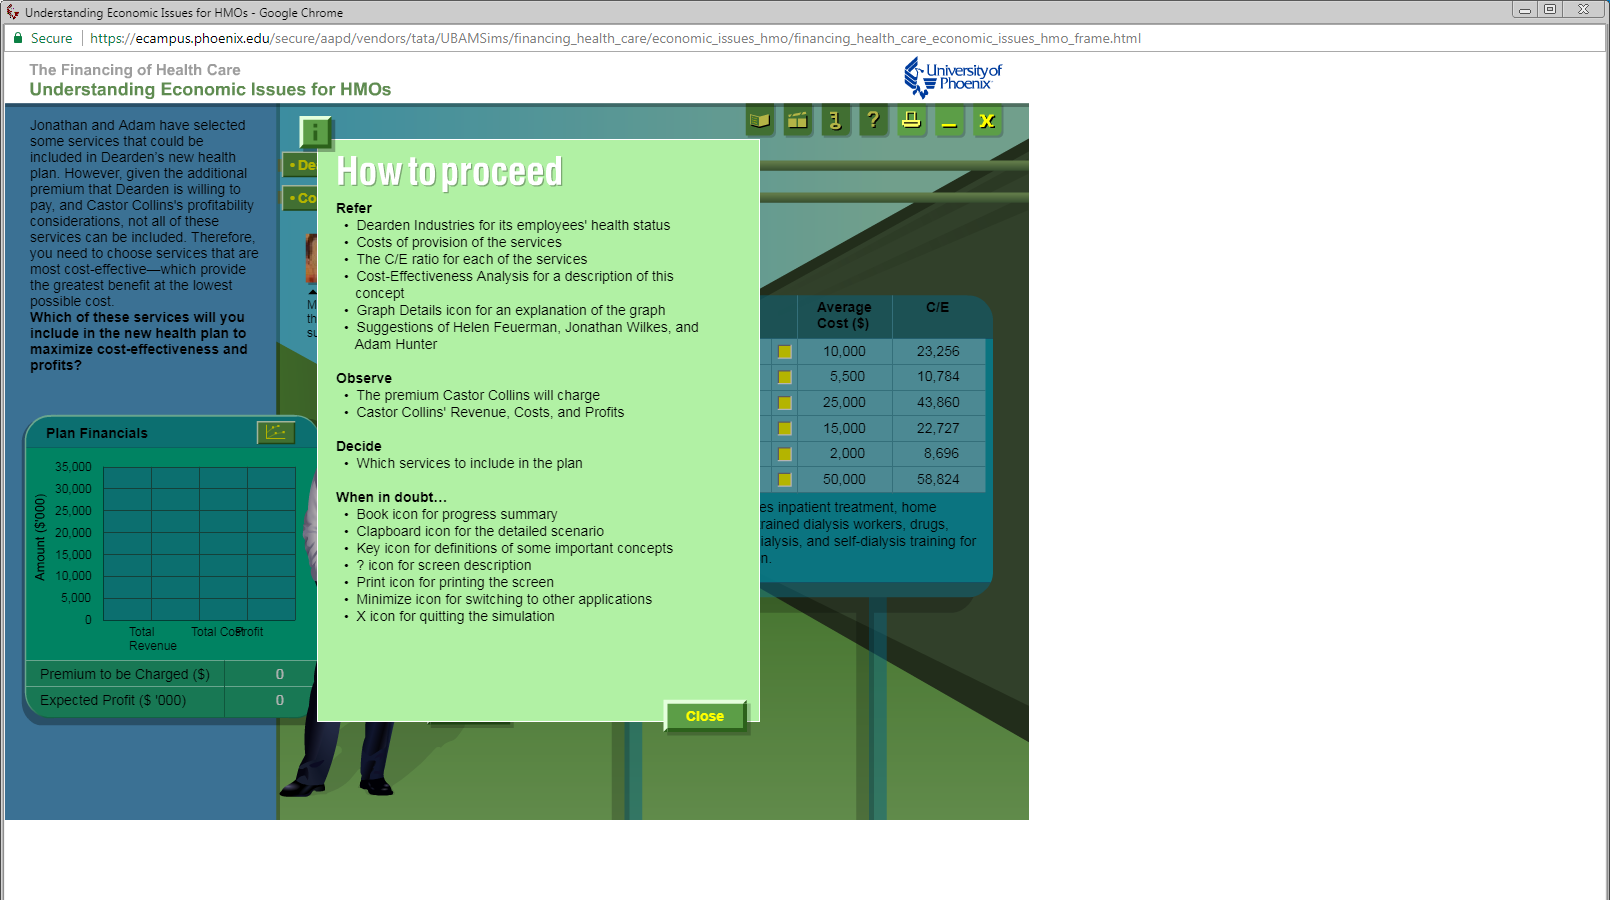 Understanding Economic Issues for HMOs - Google Chrome
Secure https://ecampus.phoenix.edu/secure/aapd/vendors/tata/UBAMSims/financing_health_care/economic_issues_hmo/financing_health_care_economic_issues_hmo_frame.html
The Financing of Health Care
Understanding Economic Issues for HMOs
University of
Phoenix
Jonathan and Adam have selected
some services that could be
included in Dearden's new health
plan. However, given the additional
premium that Dearden is willing to
pay, and Castor Collins's profitability
considerations, not all of these
services can be included. Therefore,
you need to choose services that are
most cost-effective—which provide
the greatest benefit at the lowest
possible cost.
Which of these services will you
include in the new health plan to
maximize cost-effectiveness and
profits?
i
? X
• De
• Co
M
th
su
How to proceed
Refer
• Dearden Industries for its employees' health status
• Costs of provision of the services
• The C/E ratio for each of the services
• Cost-Effectiveness Analysis for a description of this
concept
• Graph Details icon for an explanation of the graph
• Suggestions of Helen Feuerman, Jonathan Wilkes, and
Adam Hunter
Observe
• The premium Castor Collins will charge
• Castor Collins' Revenue, Costs, and Profits
Decide
• Which services to include in the plan
When in doubt...
• Book icon for progress summary
• Clapboard icon for the detailed scenario
• Key icon for definitions of some important concepts
• ? icon for screen description
• Print icon for printing the screen
• Minimize icon for switching to other applications
• X icon for quitting the simulation
Close
Average
Cost ($) C/E
10,000 23,256
5,500 10,784
25,000 43,860
15,000 22,727
2,000 8,696
50,000 58,824
es inpatient treatment, home
trained dialysis workers, drugs,
ialysis, and self-dialysis training for
n.
Plan Financials
Amount ($'000)
35,000
30,000
25,000
20,000
15,000
10,000
5,000
0
Total
Revenue
Total Cost
Profit
Premium to be Charged ($) 0
Expected Profit ($ '000) 0